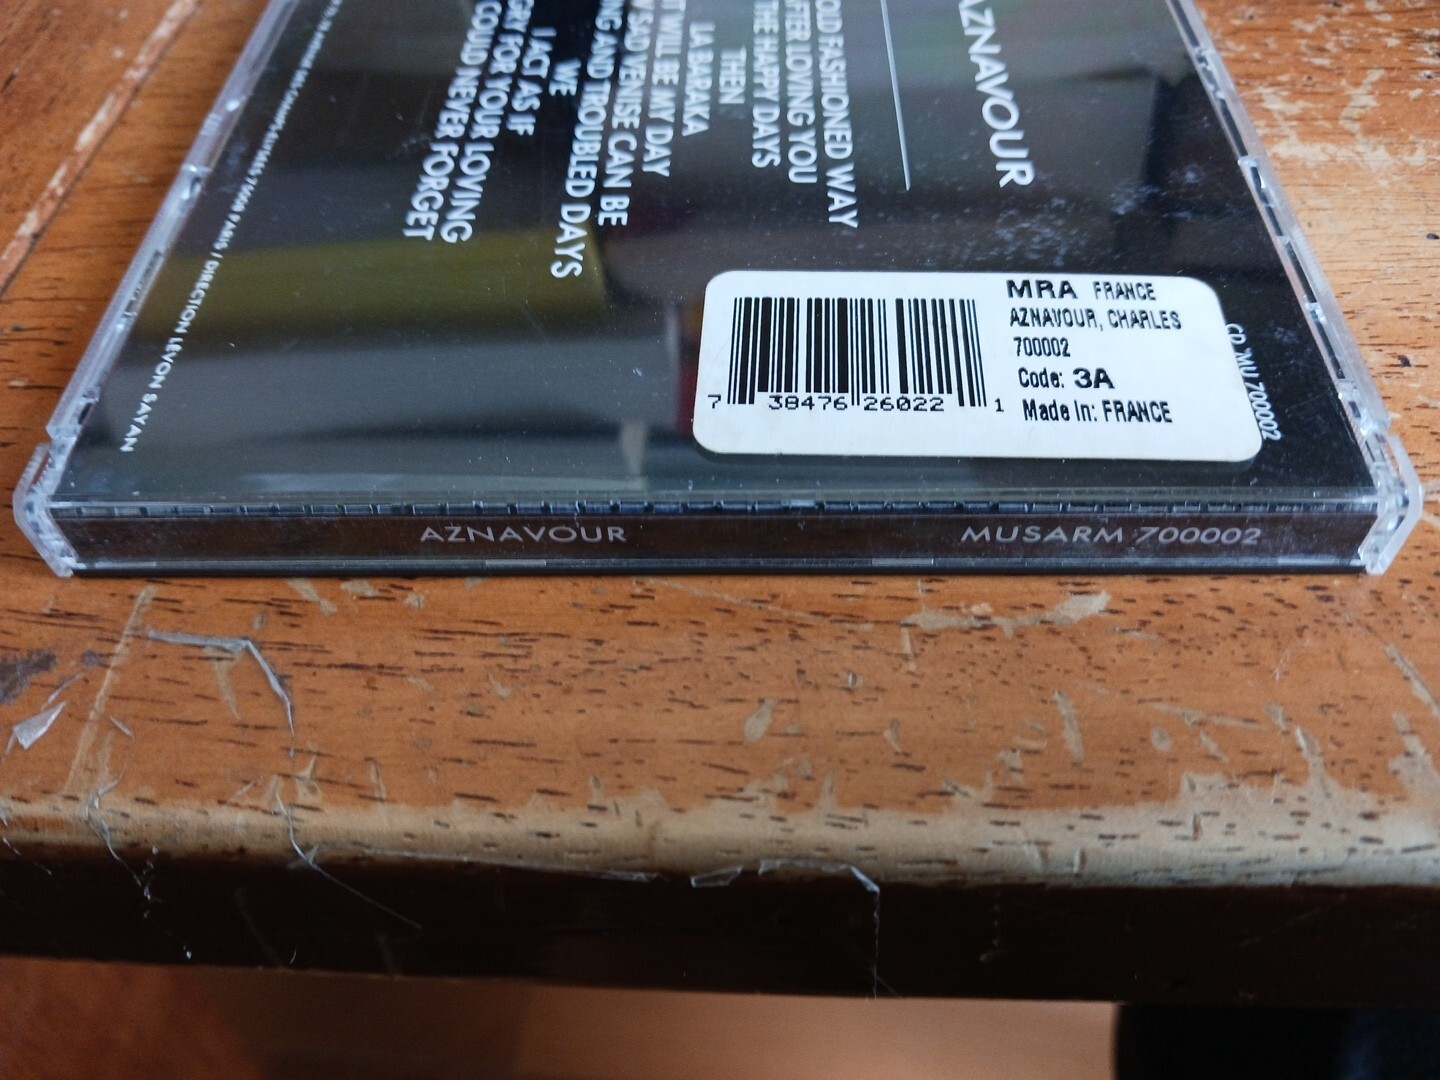 AZNAVOUR
OLD FASHIONED WAY
AFTER LOVING YOU
THE HAPPY DAYS
THEN
LA BARAKA
IT WILL BE MY DAY
SAD VENISE CAN BE
AND TROUBLED DAYS
WE
I ACT AS IF
FOR YOUR LOVING
COULD NEVER FORGET
75008 PARIS / DIRECTION LEVON SAYAN
MRA FRANCE
AZNAVOUR, CHARLES
700002
Code: 3A
Made in: FRANCE
7 38476 26022 1
CD MU 700002
AZNAVOUR MUSARM 700002